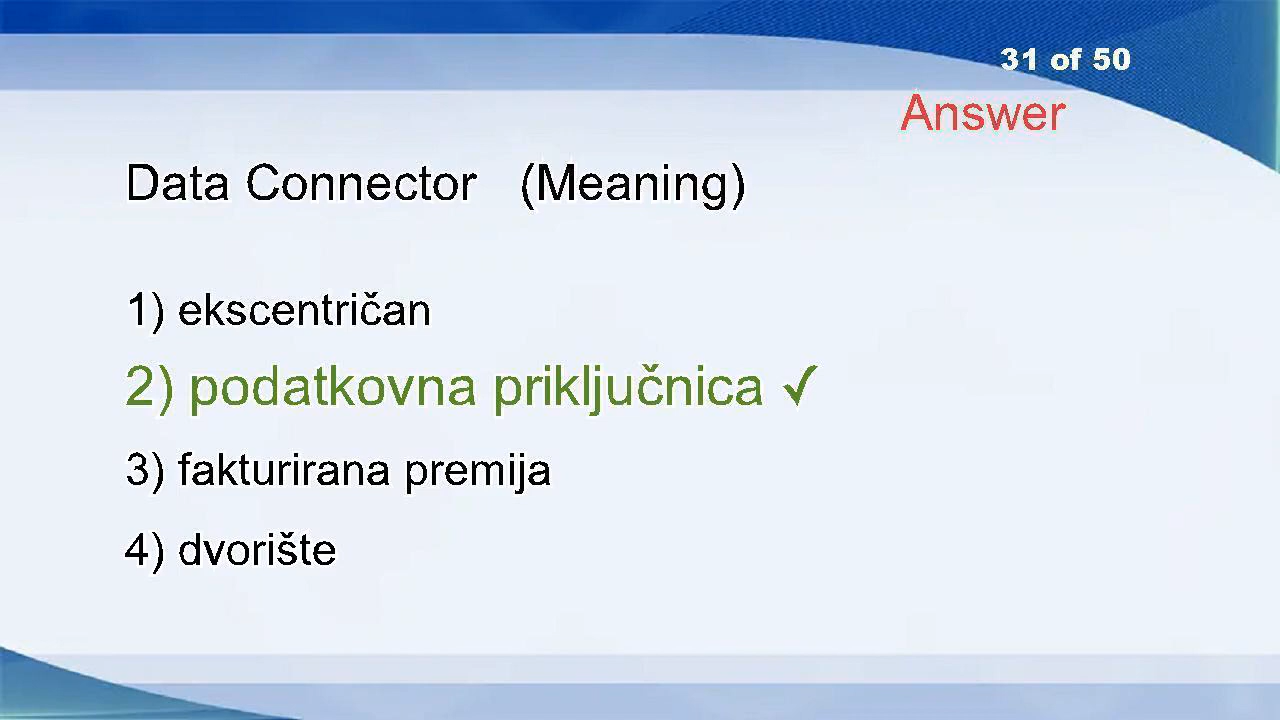 31 of 50
Answer
Data Connector (Meaning)
1) ekscentričan
2) podatkovna priključnica ✓
3) fakturirana premija
4) dvorište